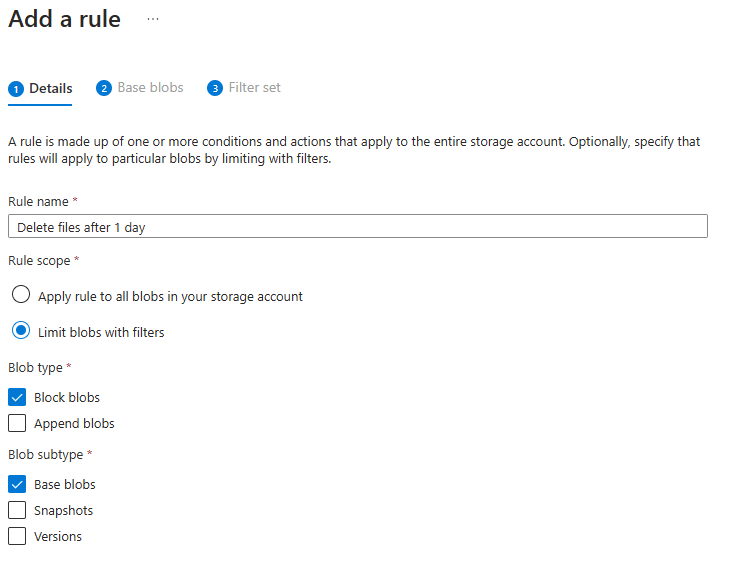 Add a rule ...
1 Details 2 Base blobs 3 Filter set
A rule is made up of one or more conditions and actions that apply to the entire storage account. Optionally, specify that
rules will apply to particular blobs by limiting with filters.
Rule name *
Delete files after 1 day
Rule scope *
Apply rule to all blobs in your storage account
Limit blobs with filters
Blob type *
Block blobs
Append blobs
Blob subtype *
Base blobs
Snapshots
Versions